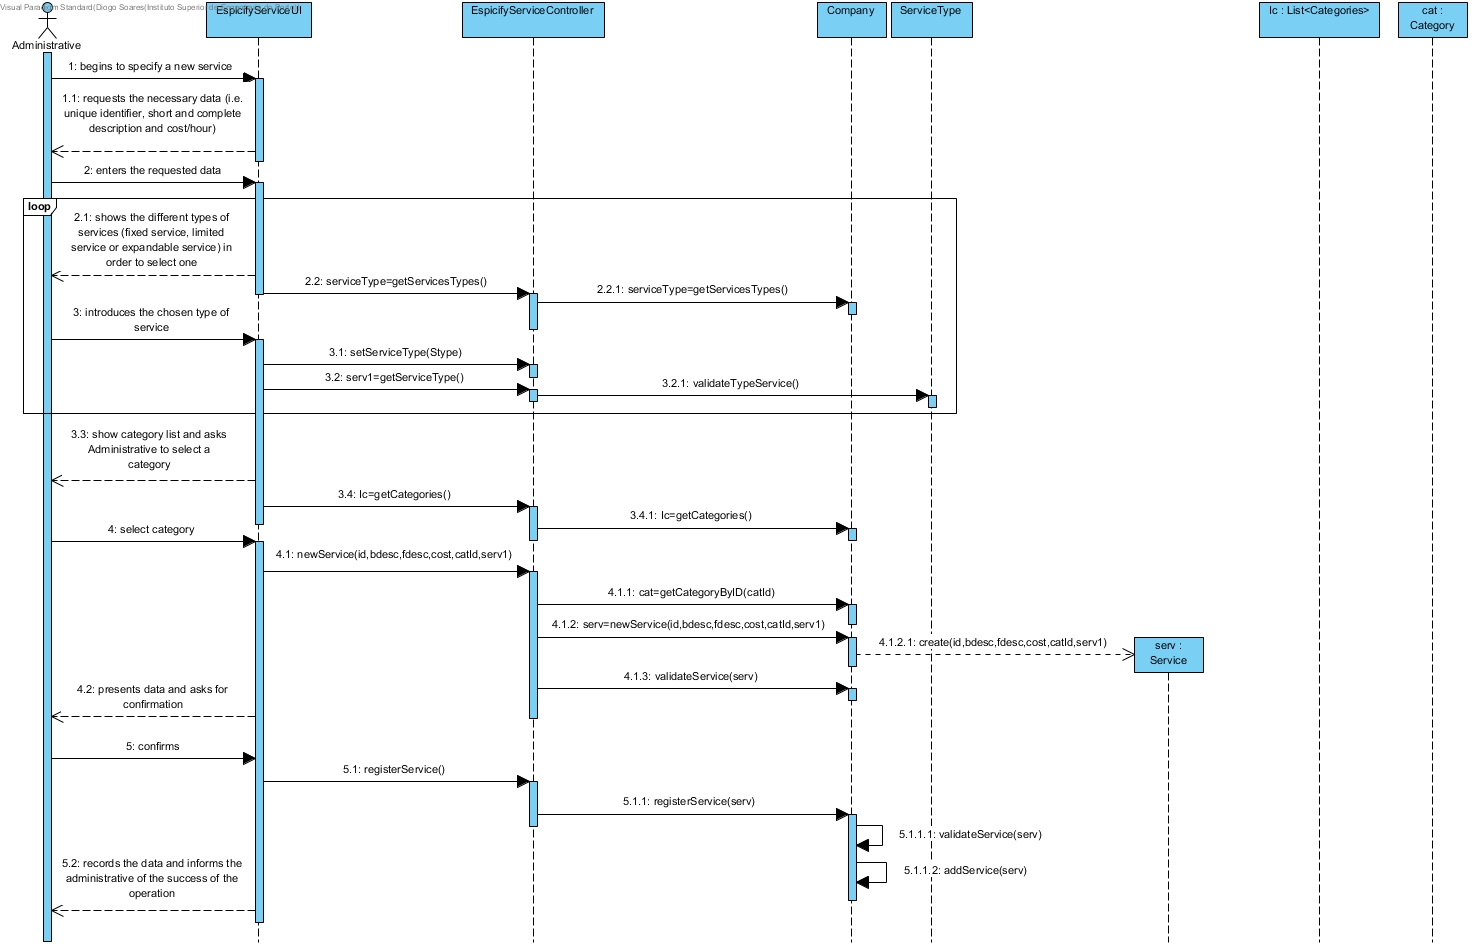 Visual Paradigm Standard(Diogo Soares(Instituto Superior
EspicifyServiceUI
EspicifyServiceController
Company
ServiceType
lc : List<Categories>
cat :
Category
Administrative
1: begins to specify a new service
1.1: requests the necessary data (i.e.
unique identifier, short and complete
description and cost/hour)
2: enters the requested data
loop
2.1: shows the different types of
services (fixed service, limited
service or expandable service) in
order to select one
2.2: serviceType=getServicesTypes()
2.2.1: serviceType=getServicesTypes()
3: introduces the chosen type of
service
3.1: setServiceType(Stype)
3.2: serv1=getServiceType()
3.2.1: validateTypeService()
3.3: show category list and asks
Administrative to select a
category
3.4: lc=getCategories()
3.4.1: lc=getCategories()
4: select category
4.1: newService(id,bdesc,fdesc,cost,catId,serv1)
4.1.1: cat=getCategoryByID(catId)
4.1.2: serv=newService(id,bdesc,fdesc,cost,catId,serv1)
4.1.2.1: create(id,bdesc,fdesc,cost,catId,serv1)
serv :
Service
4.1.3: validateService(serv)
4.2: presents data and asks for
confirmation
5: confirms
5.1: registerService()
5.1.1: registerService(serv)
5.1.1.1: validateService(serv)
5.1.1.2: addService(serv)
5.2: records the data and informs the
administrative of the success of the
operation